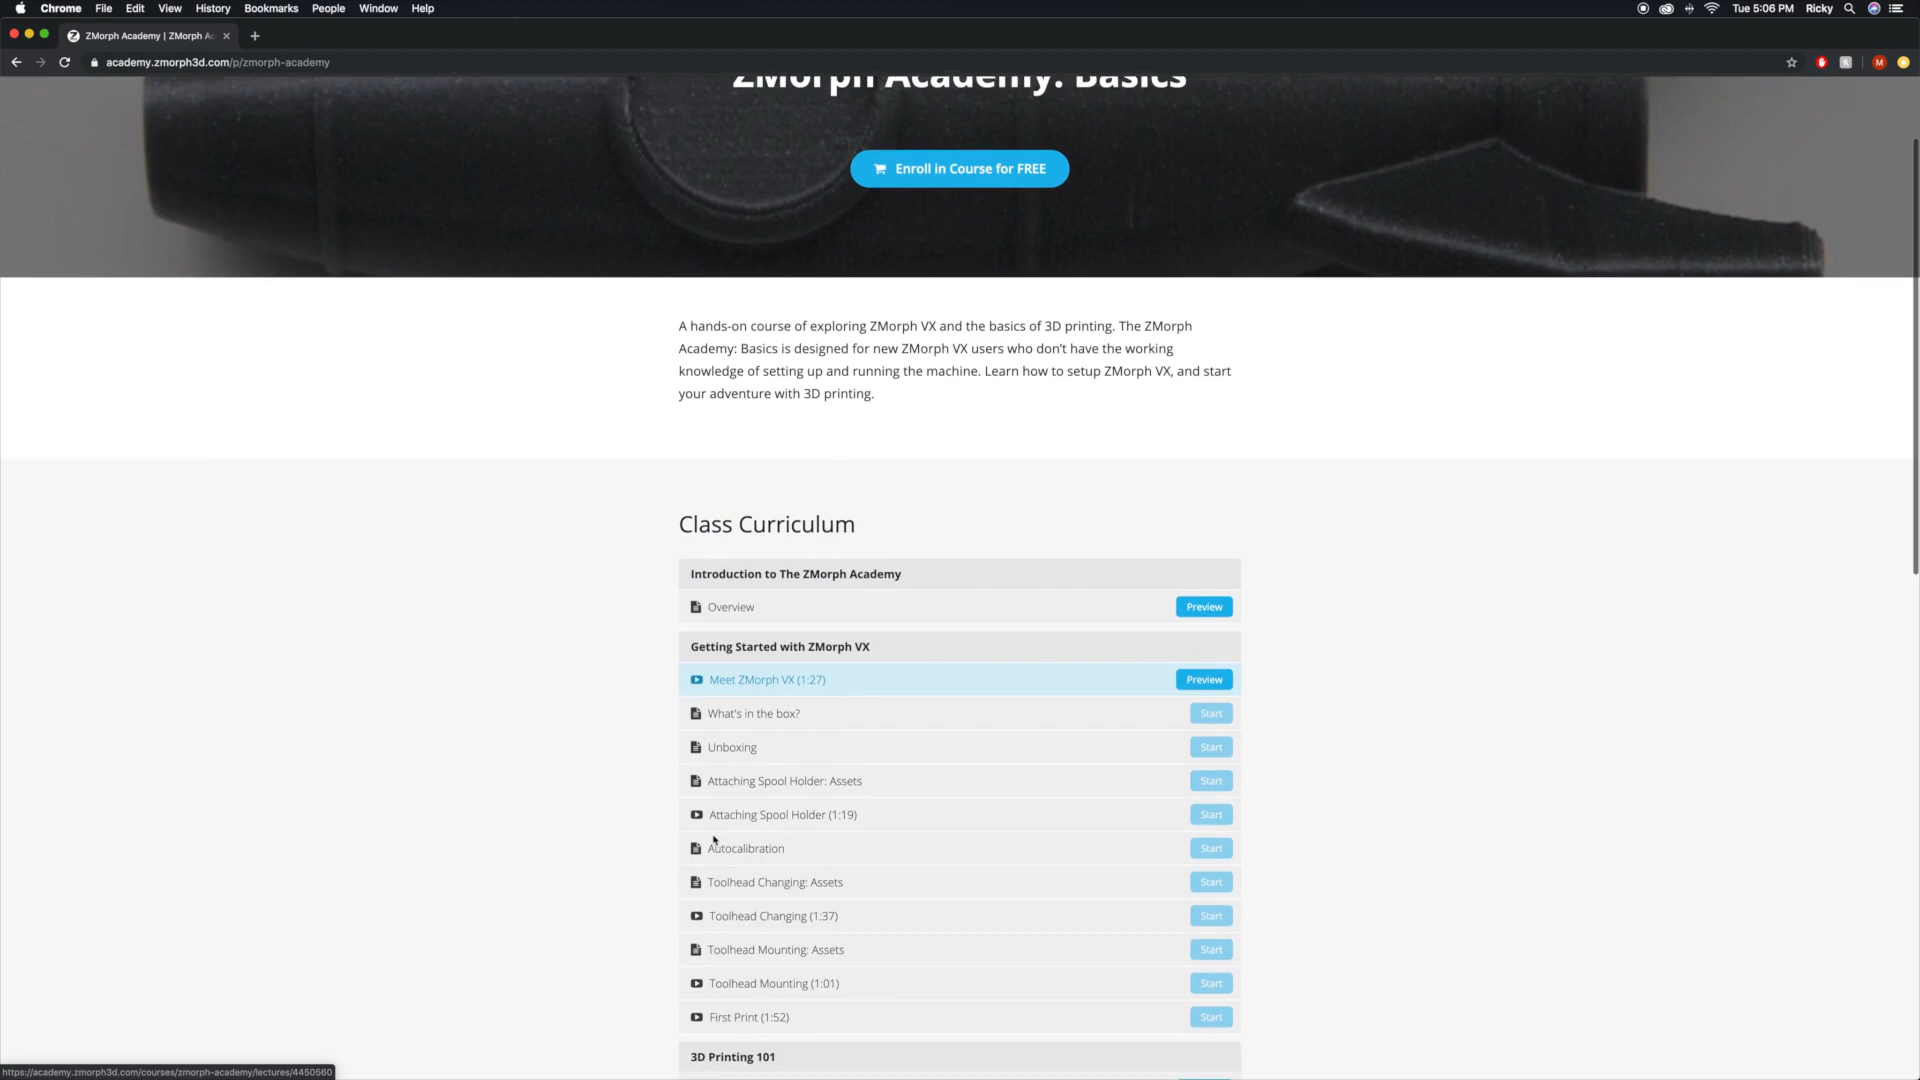 Chrome File Edit View History Bookmarks People Window Help
Tue 5:06 PM Ricky
ZMorph Academy | ZMorph Ac
academy.zmorph3d.com/p/zmorph-academy
M
ZMorph Academy: Basics
Enroll in Course for FREE
A hands-on course of exploring ZMorph VX and the basics of 3D printing. The ZMorph
Academy: Basics is designed for new ZMorph VX users who don't have the working
knowledge of setting up and running the machine. Learn how to setup ZMorph VX, and start
your adventure with 3D printing.
Class Curriculum
Introduction to The ZMorph Academy
Overview Preview
Getting Started with ZMorph VX
Meet ZMorph VX (1:27) Preview
What's in the box? Start
Unboxing Start
Attaching Spool Holder: Assets Start
Attaching Spool Holder (1:19) Start
Autocalibration Start
Toolhead Changing: Assets Start
Toolhead Changing (1:37) Start
Toolhead Mounting: Assets Start
Toolhead Mounting (1:01) Start
First Print (1:52) Start
3D Printing 101
https://academy.zmorph3d.com/courses/zmorph-academy/lectures/4450560